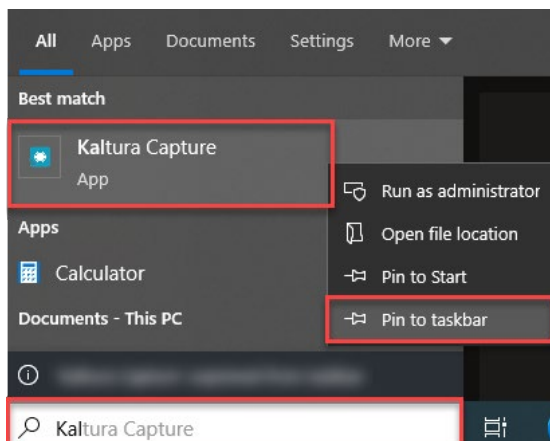 All Apps Documents Settings More
Best match
Kaltura Capture
App
Run as administrator
Apps
Open file location
Calculator
Pin to Start
Documents - This PC
Pin to taskbar
Kaltura Capture